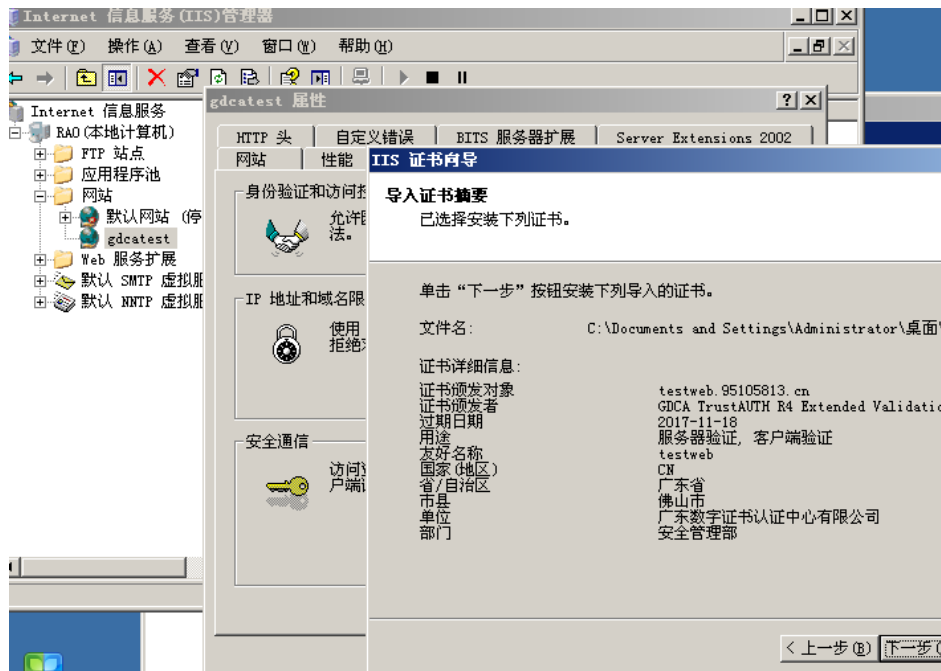 Internet 信息服务(IIS)管理器
文件(F) 操作(A) 查看(V) 窗口(W) 帮助(H)
Internet 信息服务
RAO(本地计算机)
FTP 站点
应用程序池
网站
默认网站 (停
gdcatest
Web 服务扩展
默认 SMTP 虚拟服
默认 NNTP 虚拟服
gdcatest 属性
HTTP 头 自定义错误 BITS 服务器扩展 Server Extensions 2002
网站 性能
身份验证和访问控
允许
法。
IP 地址和域名限
使用
拒绝
安全通信
访问
户端
IIS 证书向导
导入证书摘要
已选择安装下列证书。
单击“下一步”按钮安装下列导入的证书。
文件名: C:\Documents and Settings\Administrator\桌面\
证书详细信息:
证书颁发对象 testweb.95105813.cn
证书颁发者 GDCA TrustAUTH R4 Extended Validatio
过期日期 2017-11-18
用途 服务器验证, 客户端验证
友好名称 testweb
国家(地区) CN
省/自治区 广东省
市县 佛山市
单位 广东数字证书认证中心有限公司
部门 安全管理部
< 上一步(B) 下一步(